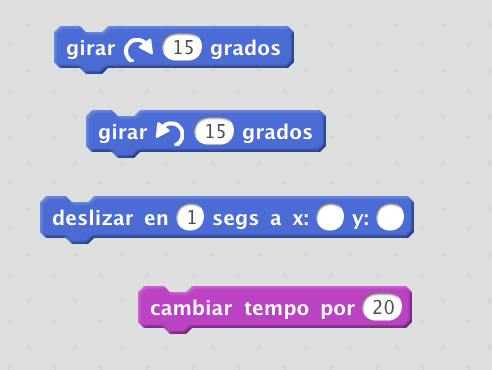 girar 15 grados
girar 15 grados
deslizar en 1 segs a x: y:
cambiar tempo por 20